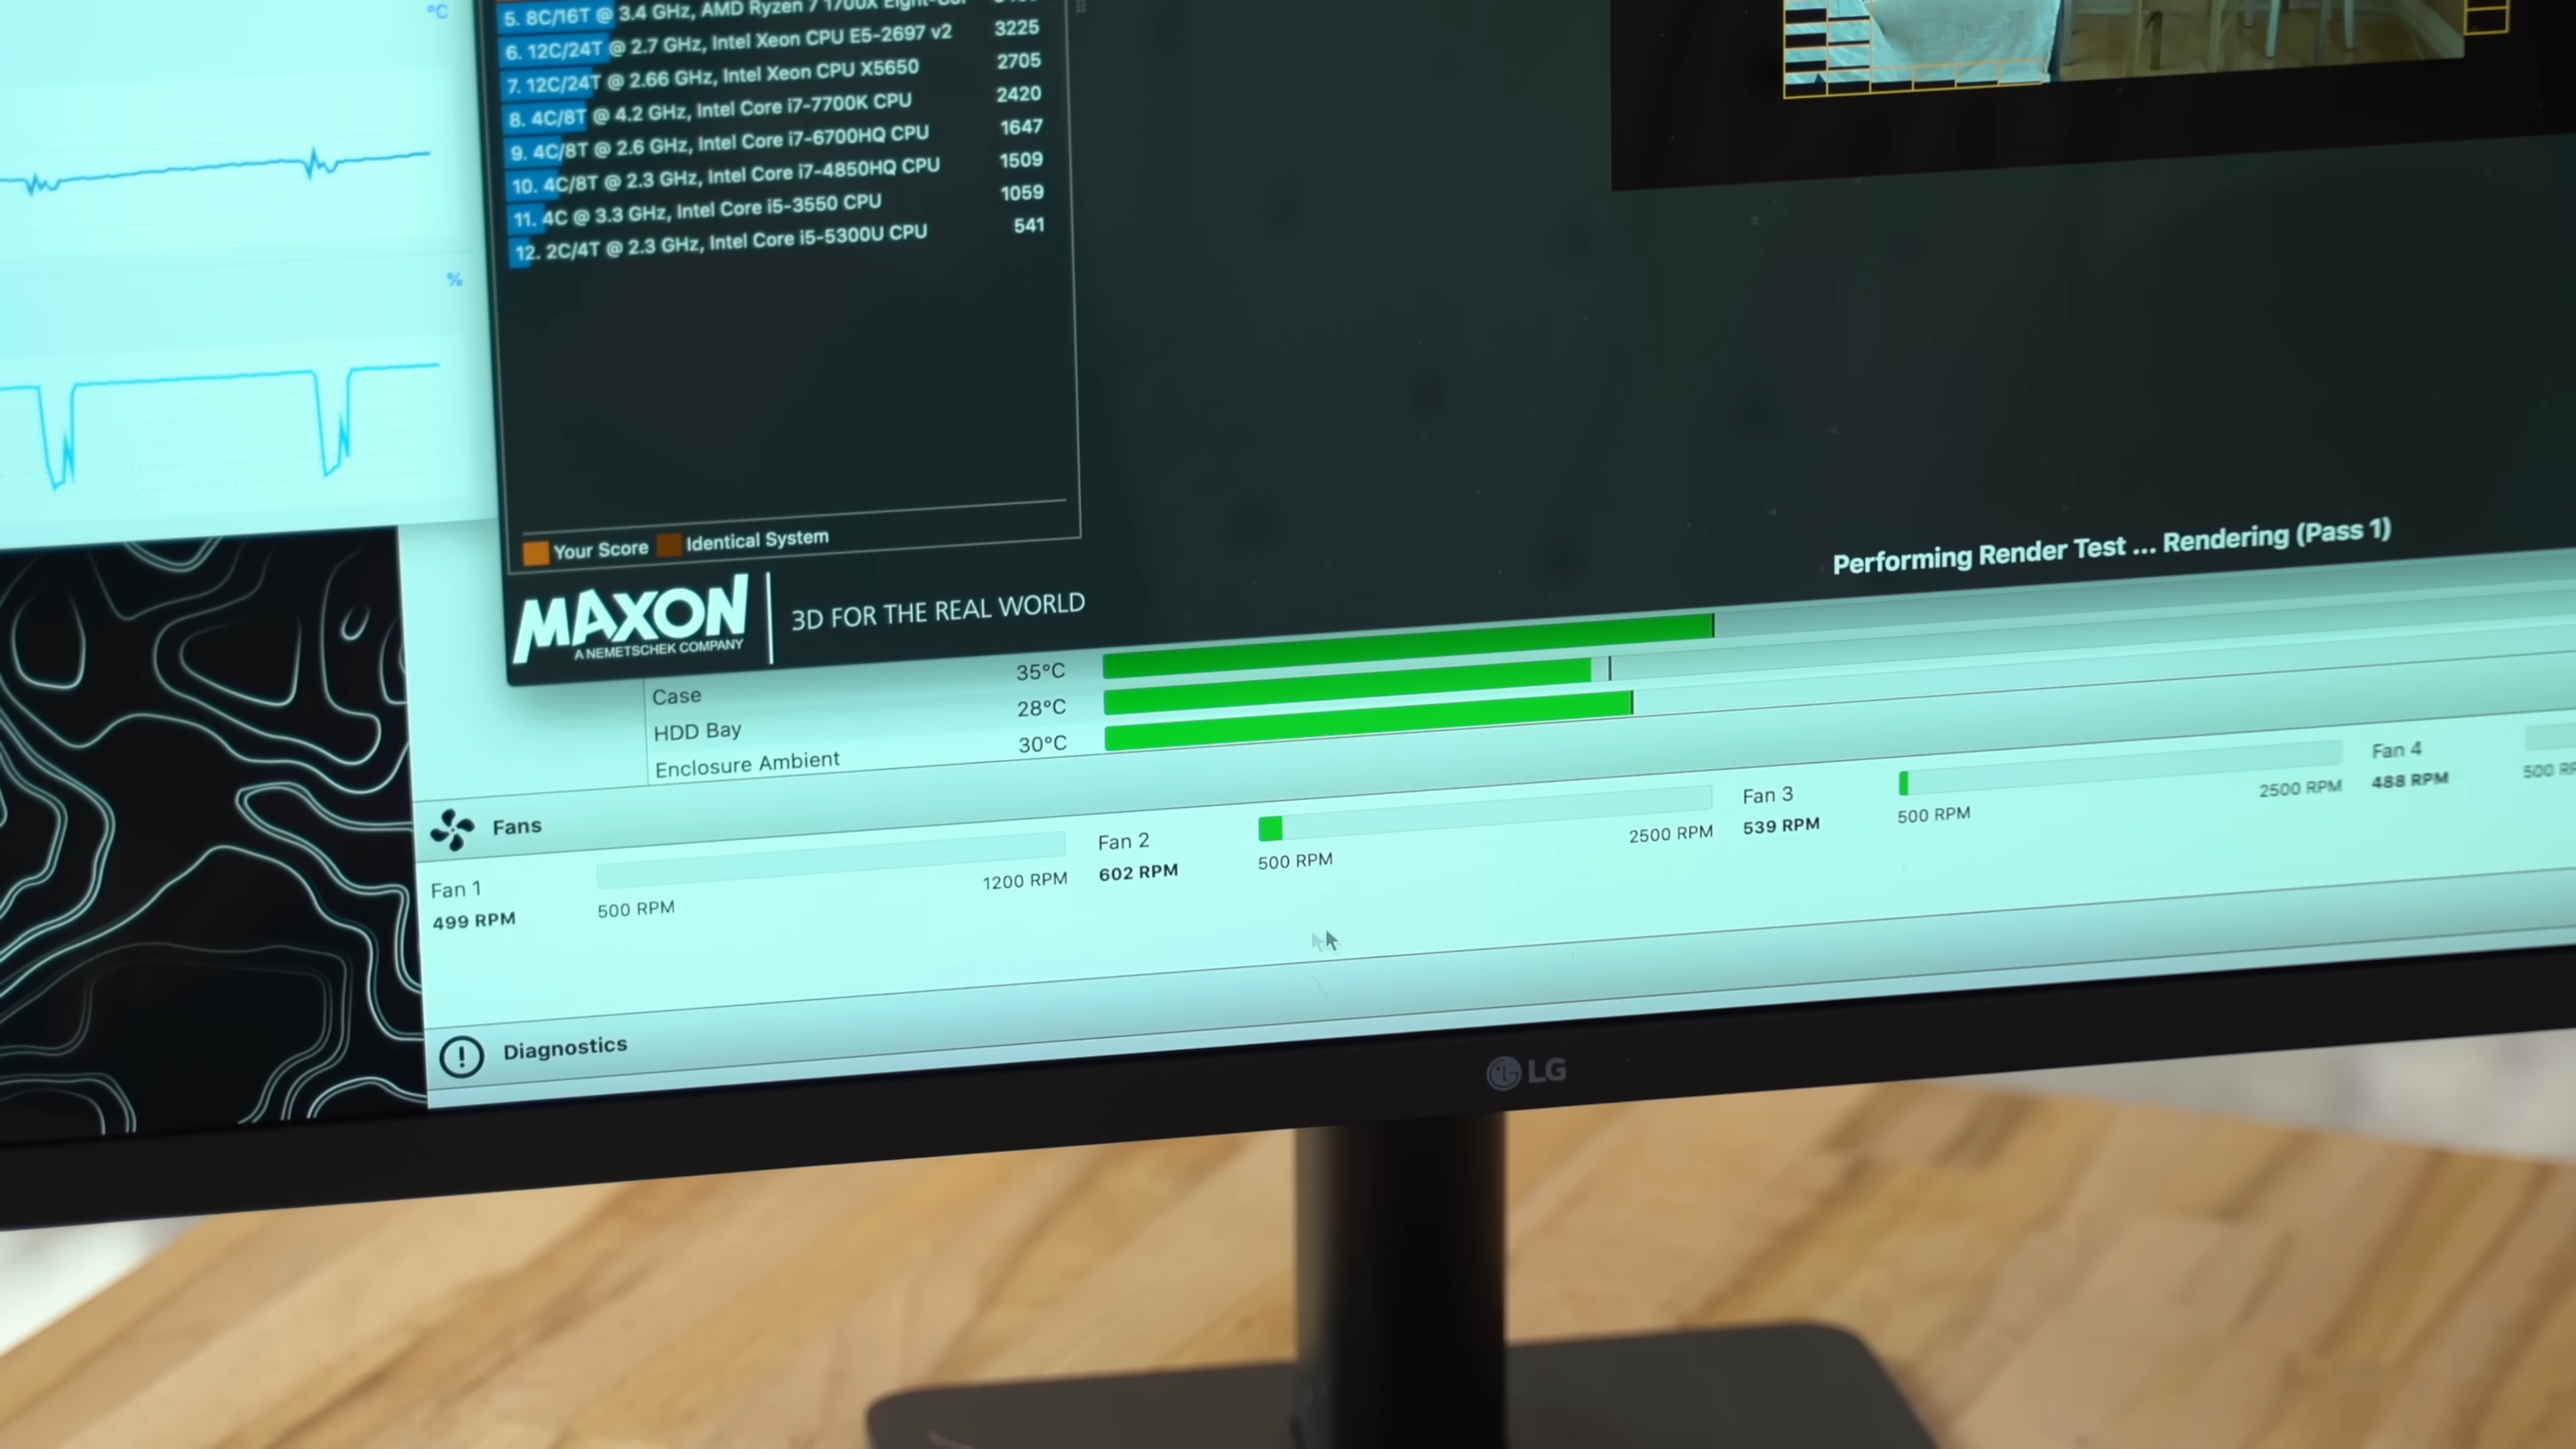 °C
%
5. 8C/16T @ 3.4 GHz, AMD Ryzen 7 1700X
6. 12C/24T @ 2.7 GHz, Intel Xeon CPU E5-2697 v2 3225
7. 12C/24T @ 2.66 GHz, Intel Xeon CPU X5650 2705
8. 4C/8T @ 4.2 GHz, Intel Core i7-7700K CPU 2420
9. 4C/8T @ 2.6 GHz, Intel Core i7-6700HQ CPU 1647
10. 4C/8T @ 2.3 GHz, Intel Core i7-4850HQ CPU 1509
11. 4C @ 3.3 GHz, Intel Core i5-3550 CPU 1059
12. 2C/4T @ 2.3 GHz, Intel Core i5-5300U CPU 541
Your Score Identical System
Performing Render Test ... Rendering (Pass 1)
MAXON
A NEMETSCHEK COMPANY
3D FOR THE REAL WORLD
Case 35°C
HDD Bay 28°C
Enclosure Ambient 30°C
Fans
Fan 1
499 RPM
500 RPM 1200 RPM
Fan 2
602 RPM
500 RPM 2500 RPM
Fan 3
539 RPM
500 RPM 2500 RPM
Fan 4
488 RPM
500
Diagnostics
LG